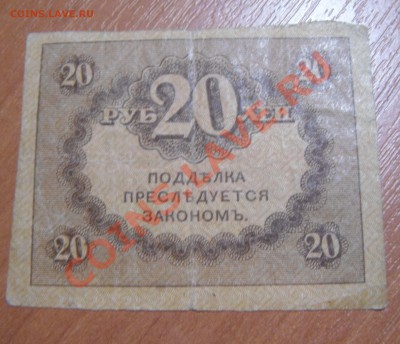 COINS.LAVE.RU
20 20
РУБ 20 ЛЕЙ
COINS.LAVE.RU
ПОДДѢЛКА
ПРЕСЛѢДУЕТСЯ
ЗАКОНОМЪ.
20 20